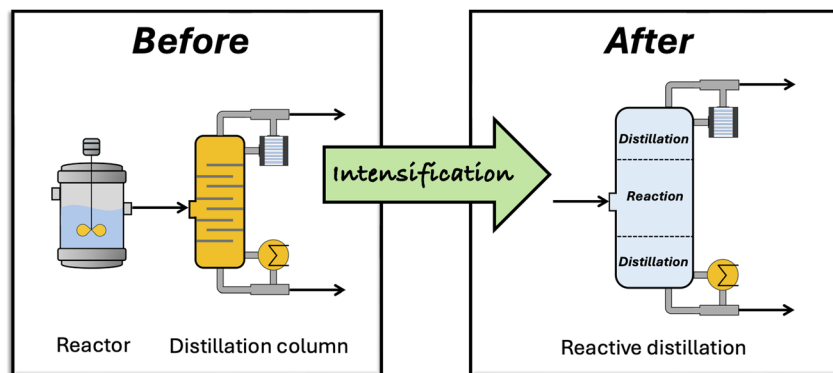 Before
Reactor
Distillation column
Intensification
After
Distillation
Reaction
Distillation
Reactive distillation